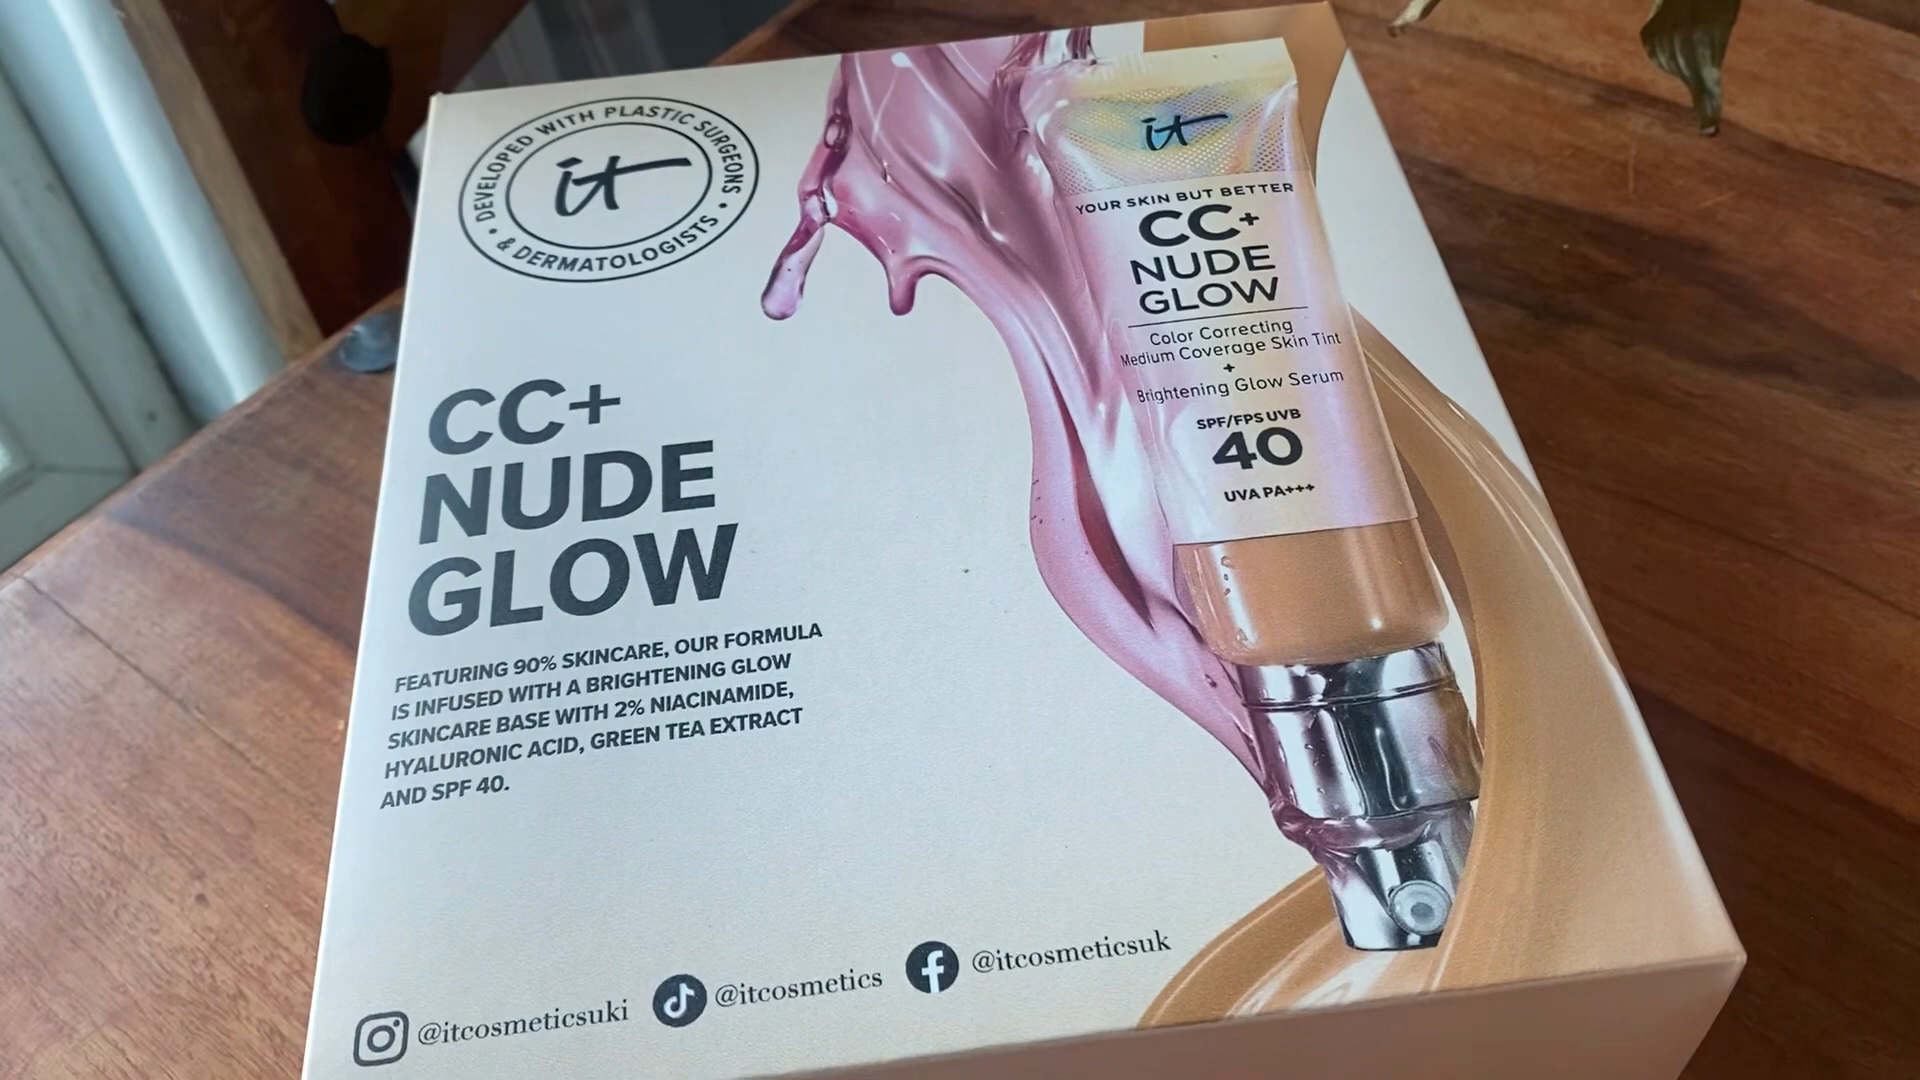 DEVELOPED WITH PLASTIC SURGEONS
• & DERMATOLOGISTS •
it
CC+
NUDE
GLOW
FEATURING 90% SKINCARE, OUR FORMULA
IS INFUSED WITH A BRIGHTENING GLOW
SKINCARE BASE WITH 2% NIACINAMIDE,
HYALURONIC ACID, GREEN TEA EXTRACT
AND SPF 40.
it
YOUR SKIN BUT BETTER
CC+
NUDE
GLOW
Color Correcting
Medium Coverage Skin Tint
+
Brightening Glow Serum
SPF/FPS UVB
40
UVA PA+++
@itcosmeticsuki @itcosmetics @itcosmeticsuk